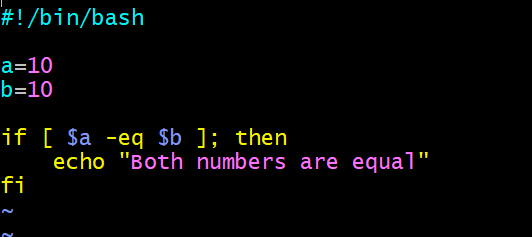 #!/bin/bash

a=10
b=10

if [ $a -eq $b ]; then
    echo "Both numbers are equal"
fi
~
~